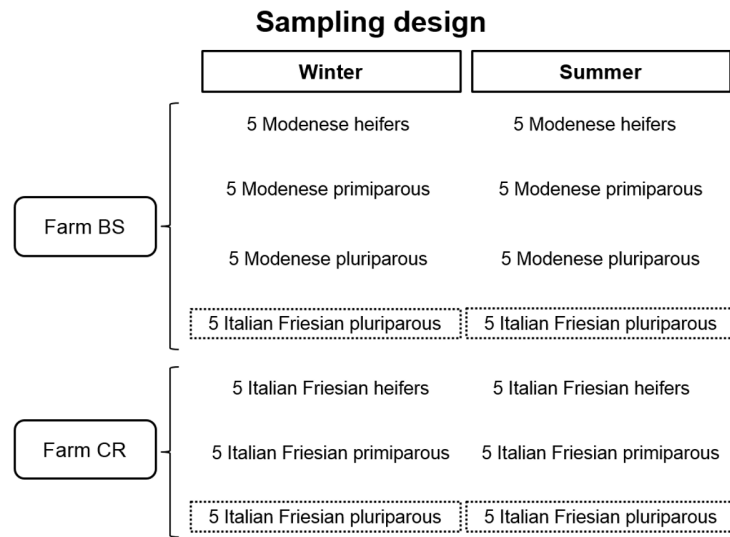 Sampling design
Winter
Summer
5 Modenese heifers
5 Modenese heifers
5 Modenese primiparous
5 Modenese primiparous
Farm BS
5 Modenese pluriparous
5 Modenese pluriparous
5 Italian Friesian pluriparous
5 Italian Friesian pluriparous
5 Italian Friesian heifers
5 Italian Friesian heifers
Farm CR
5 Italian Friesian primiparous
5 Italian Friesian primiparous
5 Italian Friesian pluriparous
5 Italian Friesian pluriparous